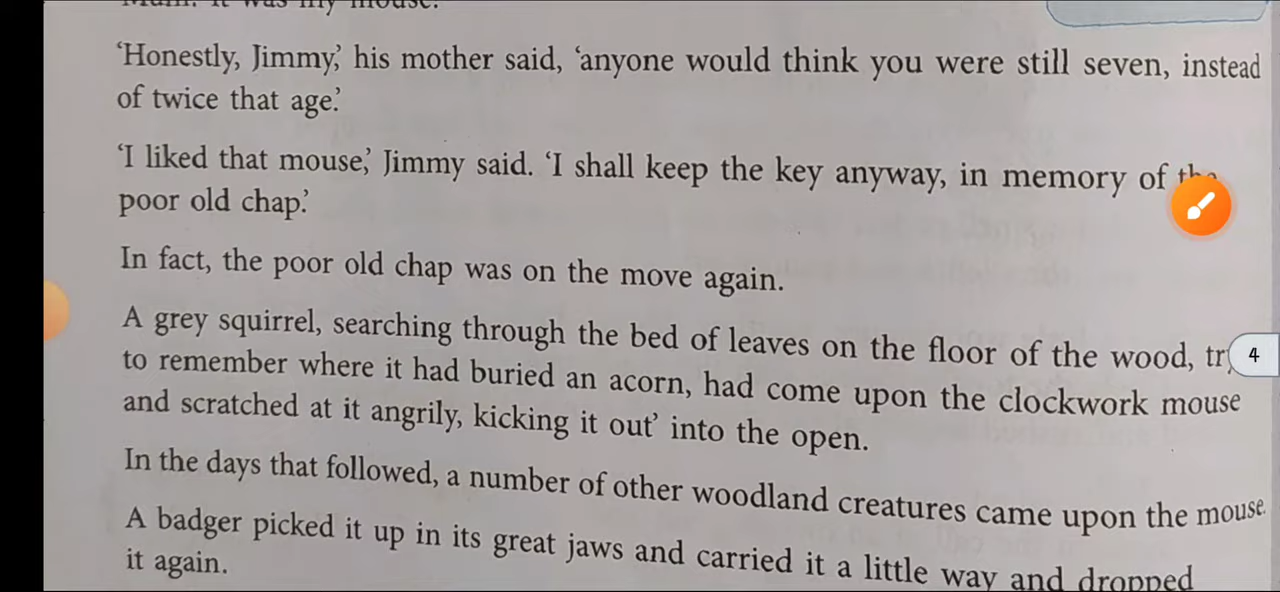 Mum. It was my mouse.
‘Honestly, Jimmy,’ his mother said, ‘anyone would think you were still seven, instead
of twice that age.’
‘I liked that mouse,’ Jimmy said. ‘I shall keep the key anyway, in memory of the
poor old chap.’
In fact, the poor old chap was on the move again.
A grey squirrel, searching through the bed of leaves on the floor of the wood,
4
to remember where it had buried an acorn, had come upon the clockwork mouse
and scratched at it angrily, kicking it out’ into the open.
In the days that followed, a number of other woodland creatures came upon the mouse.
A badger picked it up in its great jaws and carried it a little way and dropped
it again.